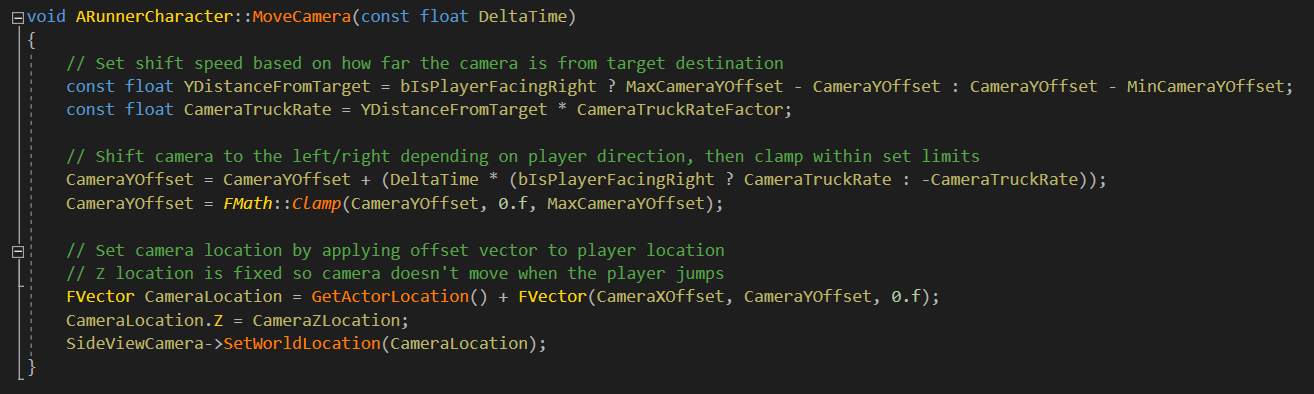 void ARunnerCharacter::MoveCamera(const float DeltaTime)
{
    // Set shift speed based on how far the camera is from target destination
    const float YDistanceFromTarget = bIsPlayerFacingRight ? MaxCameraYOffset - CameraYOffset : CameraYOffset - MinCameraYOffset;
    const float CameraTruckRate = YDistanceFromTarget * CameraTruckRateFactor;

    // Shift camera to the left/right depending on player direction, then clamp within set limits
    CameraYOffset = CameraYOffset + (DeltaTime * (bIsPlayerFacingRight ? CameraTruckRate : -CameraTruckRate));
    CameraYOffset = FMath::Clamp(CameraYOffset, 0.f, MaxCameraYOffset);

    // Set camera location by applying offset vector to player location
    // Z location is fixed so camera doesn't move when the player jumps
    FVector CameraLocation = GetActorLocation() + FVector(CameraXOffset, CameraYOffset, 0.f);
    CameraLocation.Z = CameraZLocation;
    SideViewCamera->SetWorldLocation(CameraLocation);
}